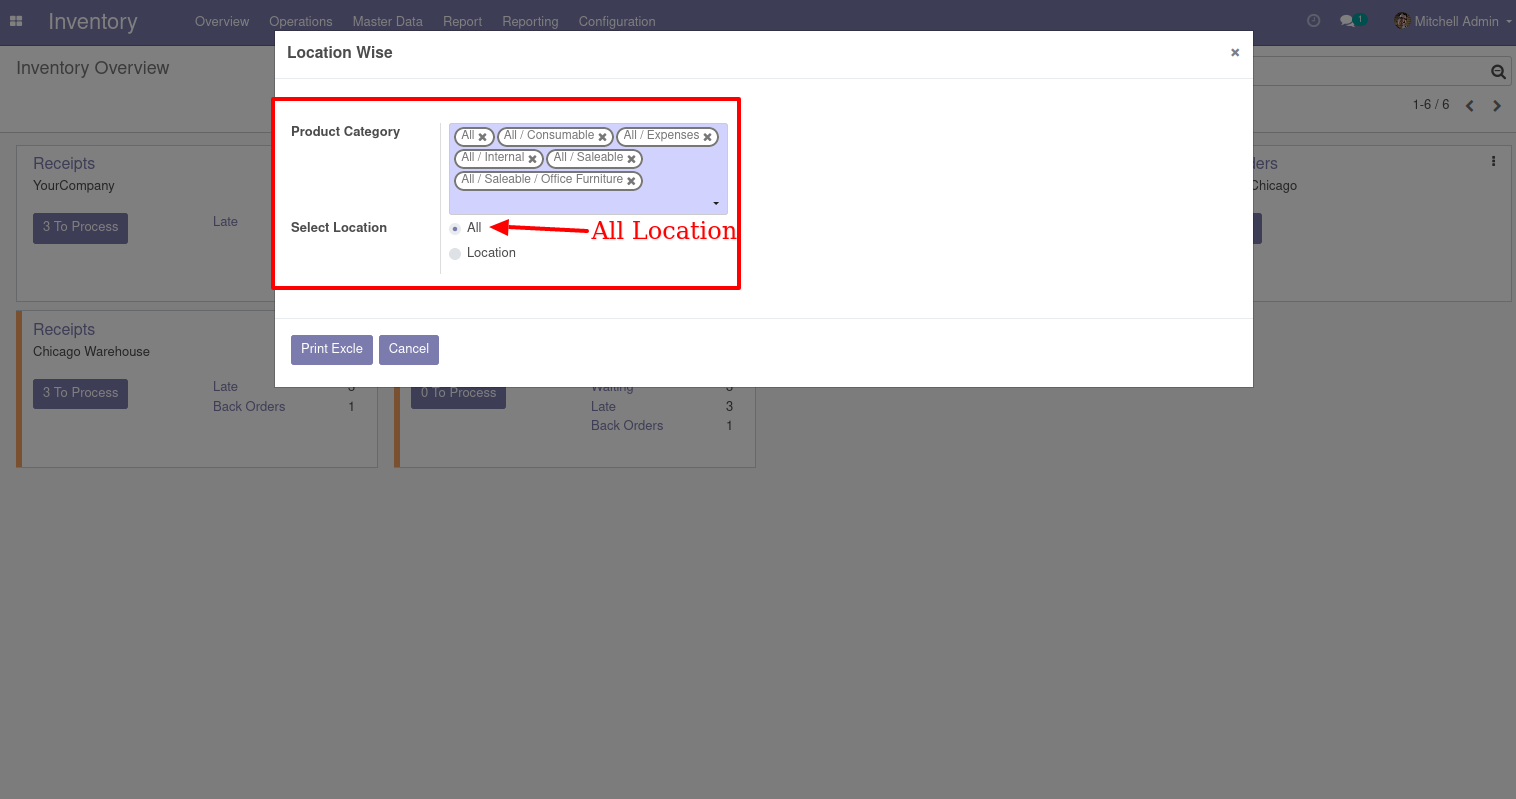 Inventory Overview Operations Master Data Report Reporting Configuration 1 Mitchell Admin
Location Wise
Inventory Overview
1-6 / 6
Product Category
All All / Consumable All / Expenses
All / Internal All / Saleable
All / Saleable / Office Furniture
Select Location
All
All Location
Location
Print Excle Cancel
Receipts
YourCompany
3 To Process
Late
Chicago
Receipts
Chicago Warehouse
3 To Process
Late
Back Orders 1
0 To Process
Waiting
Late 3
Back Orders 1